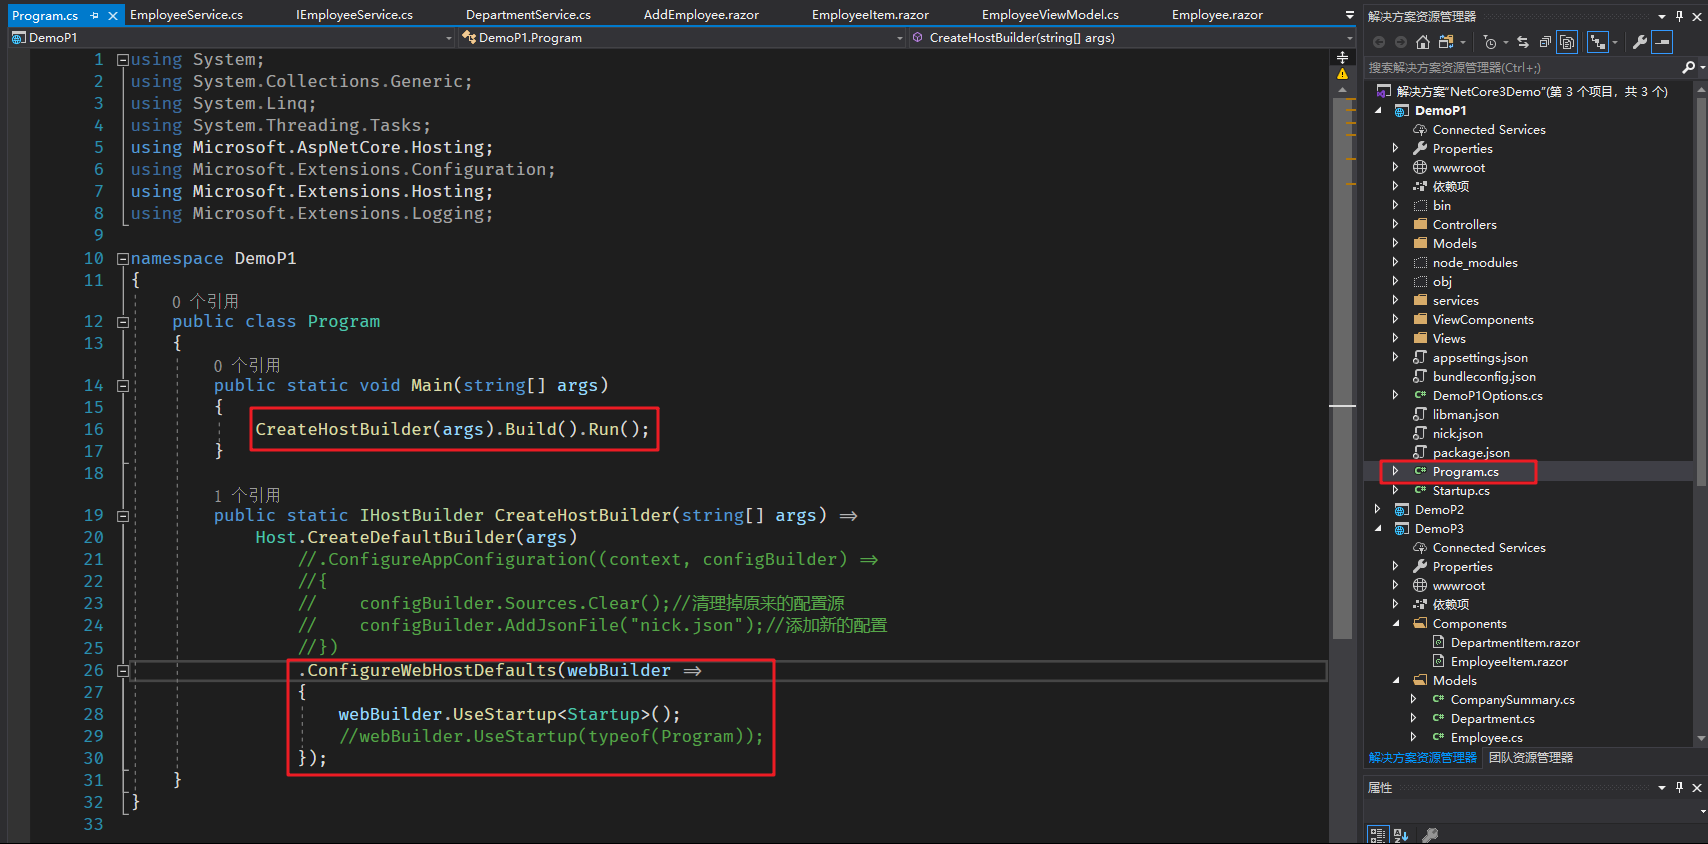 Program.cs EmployeeService.cs IEmployeeService.cs DepartmentService.cs AddEmployee.razor EmployeeItem.razor EmployeeViewModel.cs Employee.razor
DemoP1 DemoP1.Program CreateHostBuilder(string[] args)
1 using System;
2 using System.Collections.Generic;
3 using System.Linq;
4 using System.Threading.Tasks;
5 using Microsoft.AspNetCore.Hosting;
6 using Microsoft.Extensions.Configuration;
7 using Microsoft.Extensions.Hosting;
8 using Microsoft.Extensions.Logging;
9
10 namespace DemoP1
11 {
0 个引用
12 public class Program
13 {
0 个引用
14 public static void Main(string[] args)
15 {
16 CreateHostBuilder(args).Build().Run();
17 }
18
1 个引用
19 public static IHostBuilder CreateHostBuilder(string[] args) =>
20 Host.CreateDefaultBuilder(args)
21 //.ConfigureAppConfiguration((context, configBuilder) =>
22 //{
23 // configBuilder.Sources.Clear();//清理掉原来的配置源
24 // configBuilder.AddJsonFile("nick.json");//添加新的配置
25 //})
26 .ConfigureWebHostDefaults(webBuilder =>
27 {
28 webBuilder.UseStartup<Startup>();
29 //webBuilder.UseStartup(typeof(Program));
30 });
31 }
32 }
33
解决方案资源管理器
搜索解决方案资源管理器(Ctrl+;)
解决方案"NetCore3Demo"(第 3 个项目，共 3 个)
DemoP1
Connected Services
Properties
wwwroot
依赖项
bin
Controllers
Models
node_modules
obj
services
ViewComponents
Views
appsettings.json
bundleconfig.json
C# DemoP1Options.cs
libman.json
nick.json
package.json
C# Program.cs
C# Startup.cs
DemoP2
DemoP3
Connected Services
Properties
wwwroot
依赖项
Components
DepartmentItem.razor
EmployeeItem.razor
Models
C# CompanySummary.cs
C# Department.cs
C# Employee.cs
解决方案资源管理器 团队资源管理器
属性